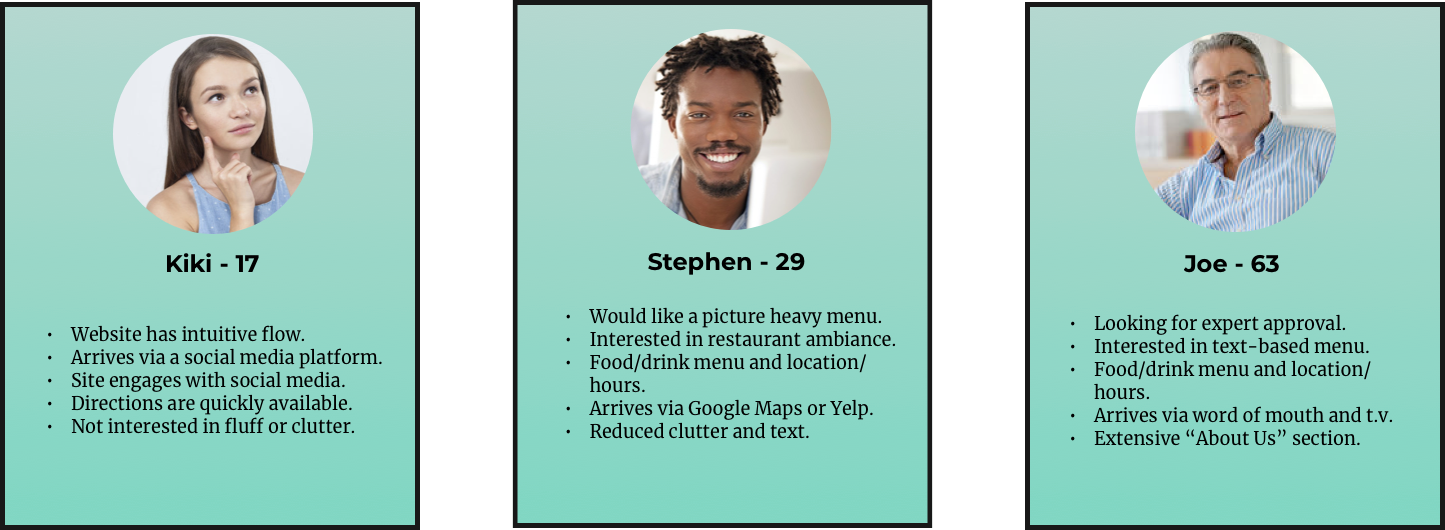 Kiki - 17
• Website has intuitive flow.
• Arrives via a social media platform.
• Site engages with social media.
• Directions are quickly available.
• Not interested in fluff or clutter.
Stephen - 29
• Would like a picture heavy menu.
• Interested in restaurant ambiance.
• Food/drink menu and location/
hours.
• Arrives via Google Maps or Yelp.
• Reduced clutter and text.
Joe - 63
• Looking for expert approval.
• Interested in text-based menu.
• Food/drink menu and location/
hours.
• Arrives via word of mouth and t.v.
• Extensive “About Us” section.